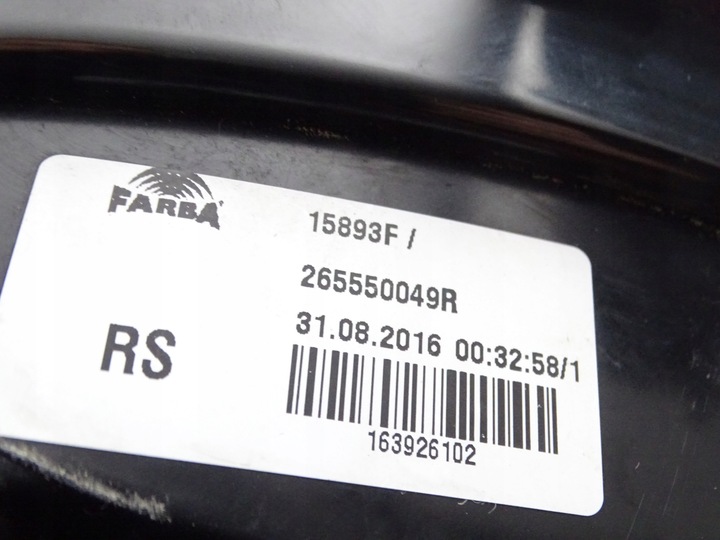 FARBA
15893F /
265550049R
31.08.2016 00:32:58/1
RS
163926102